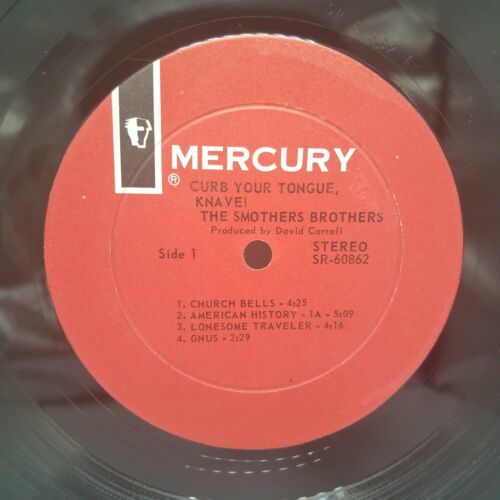 MERCURY
®
CURB YOUR TONGUE,
KNAVE!
THE SMOTHERS BROTHERS
Produced by David Carroll
Side 1
STEREO
SR-60862
1. CHURCH BELLS - 4:25
2. AMERICAN HISTORY - 1A - 5:09
3. LONESOME TRAVELER - 4:16
4. GNUS - 2:29